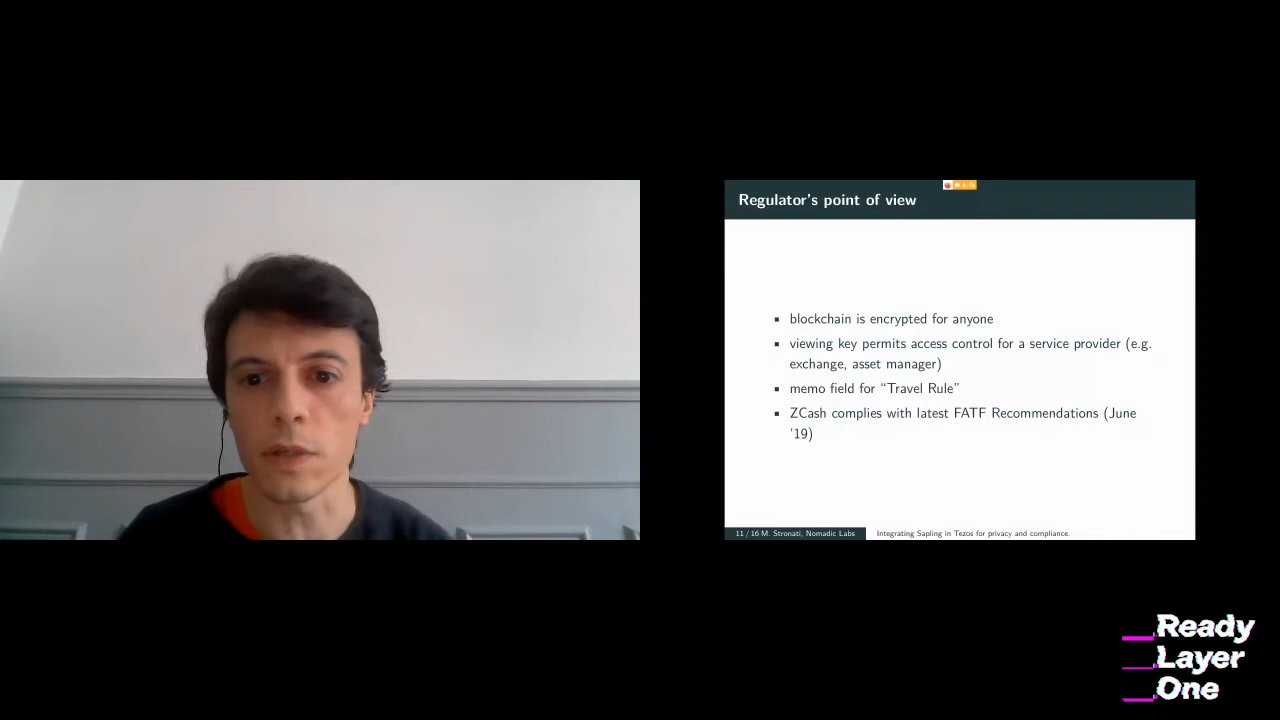 Regulator's point of view
blockchain is encrypted for anyone
viewing key permits access control for a service provider (e.g.
exchange, asset manager)
memo field for “Travel Rule”
ZCash complies with latest FATF Recommendations (June
'19)
11 / 16 M. Stronati, Nomadic Labs
Integrating Sapling in Tezos for privacy and compliance.
Ready
Layer
One